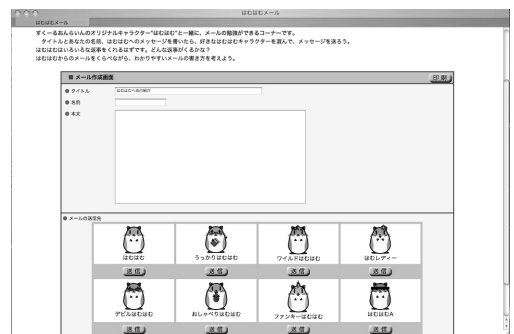 はむはむメール
はむはむメール
すくーるおんらいんのオリジナルキャラクター"はむはむ"と一緒に、メールの勉強ができるコーナーです。
タイトルとあなたの名前、はむはむへのメッセージを書いたら、好きなはむはむキャラクターを選んで、メッセージを送ろう。
はむはむはいろいろな返事をくれるはずです。どんな返事がくるかな？
はむはむからのメールをくらべながら、わかりやすいメールの書き方を考えよう。
■ メール作成画面
印刷
● タイトル
● 名前
● 本文
● メールの送信先
はむはむ
うっかりはむはむ
ワイルドはむはむ
はむレディー
送信
送信
送信
送信
デビルはむはむ
おしゃべりはむはむ
ファンキーはむはむ
はむはむA
送信
送信
送信
送信